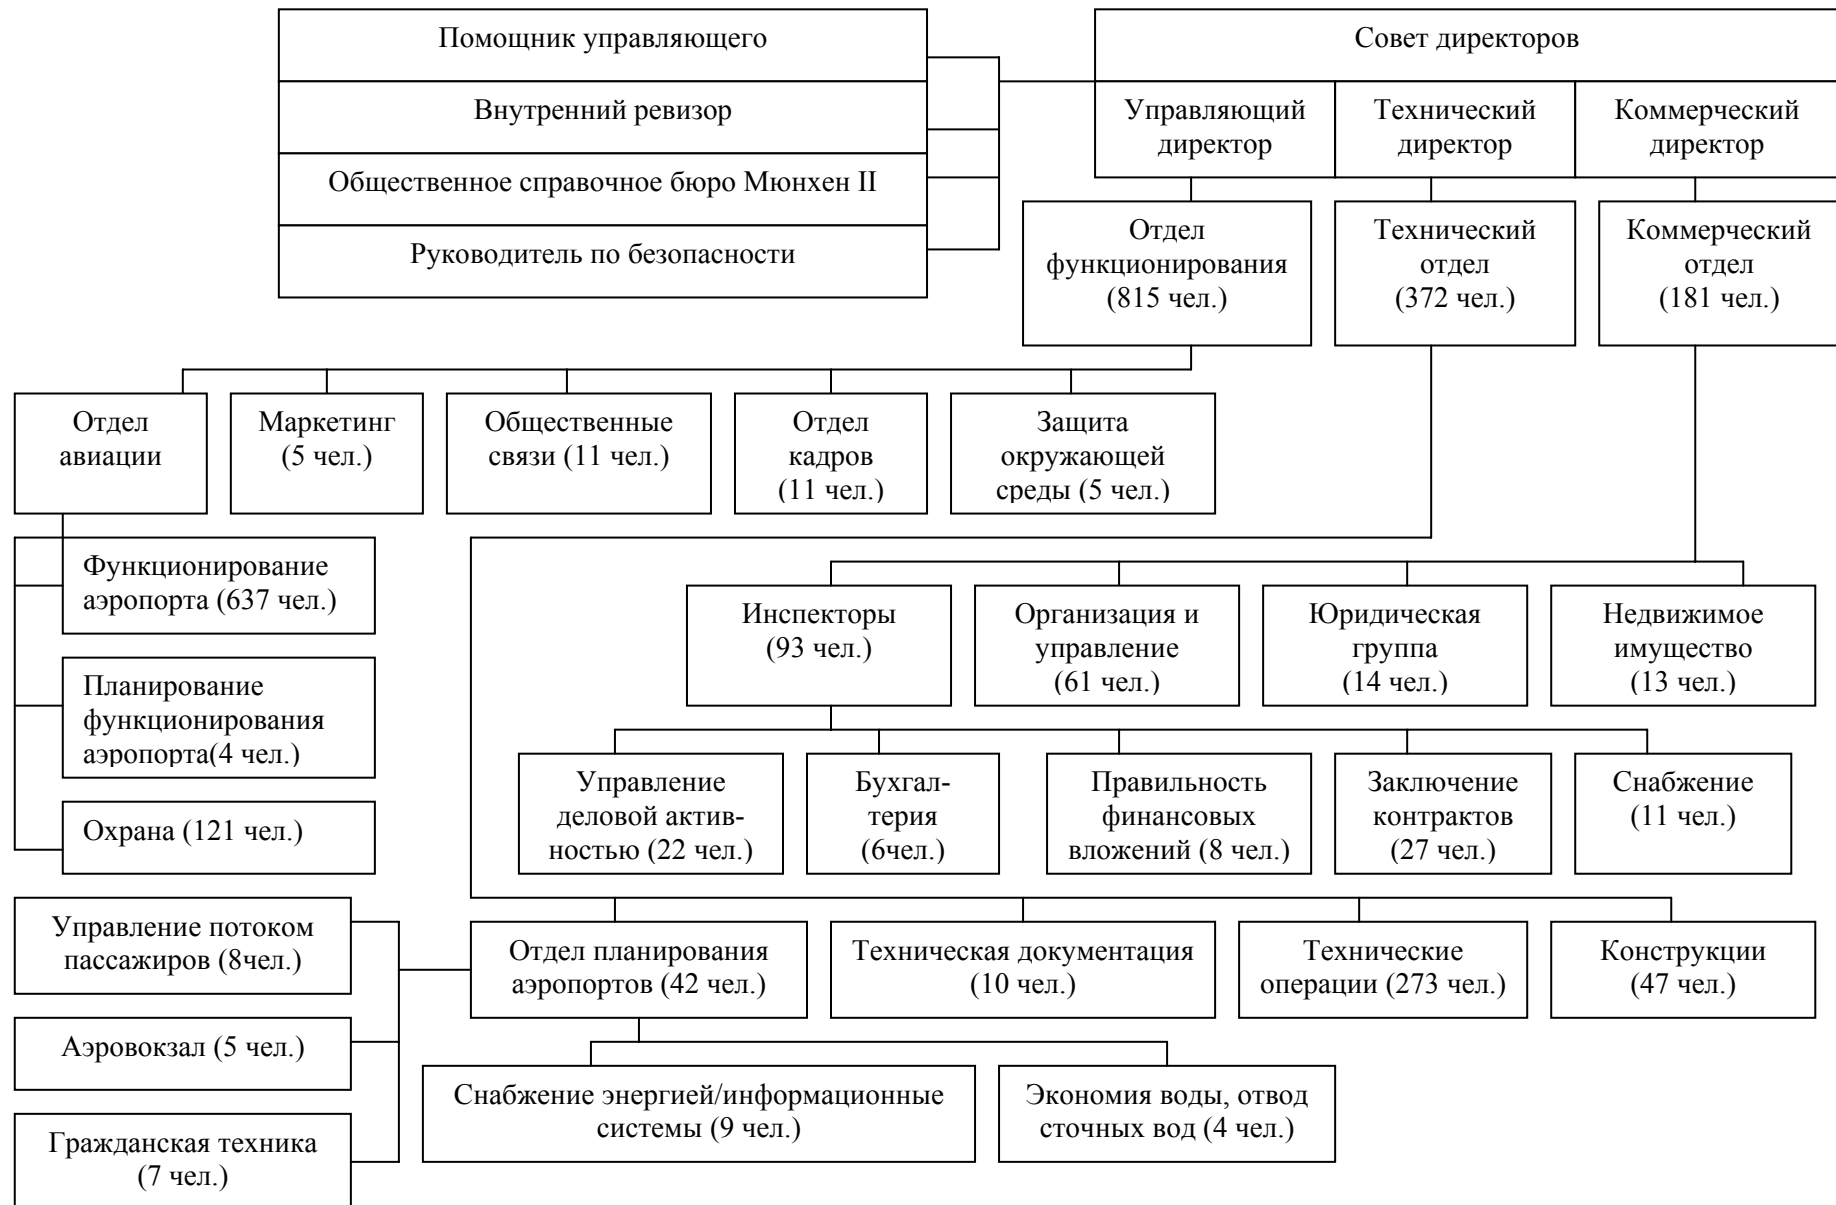 Помощник управляющего
Внутренний ревизор
Общественное справочное бюро Мюнхен II
Руководитель по безопасности
Совет директоров
Управляющий
директор
Технический
директор
Коммерческий
директор
Отдел
функционирования
(815 чел.)
Технический
отдел
(372 чел.)
Коммерческий
отдел
(181 чел.)
Отдел
авиации
Маркетинг
(5 чел.)
Общественные
связи (11 чел.)
Отдел
кадров
(11 чел.)
Защита
окружающей
среды (5 чел.)
Функционирование
аэропорта (637 чел.)
Планирование
функционирования
аэропорта(4 чел.)
Охрана (121 чел.)
Инспекторы
(93 чел.)
Организация и
управление
(61 чел.)
Юридическая
группа
(14 чел.)
Недвижимое
имущество
(13 чел.)
Управление
деловой актив-
ностью (22 чел.)
Бухгал-
терия
(6чел.)
Правильность
финансовых
вложений (8 чел.)
Заключение
контрактов
(27 чел.)
Снабжение
(11 чел.)
Управление потоком
пассажиров (8чел.)
Аэровокзал (5 чел.)
Гражданская техника
(7 чел.)
Отдел планирования
аэропортов (42 чел.)
Техническая документация
(10 чел.)
Технические
операции (273 чел.)
Конструкции
(47 чел.)
Снабжение энергией/информационные
системы (9 чел.)
Экономия воды, отвод
сточных вод (4 чел.)